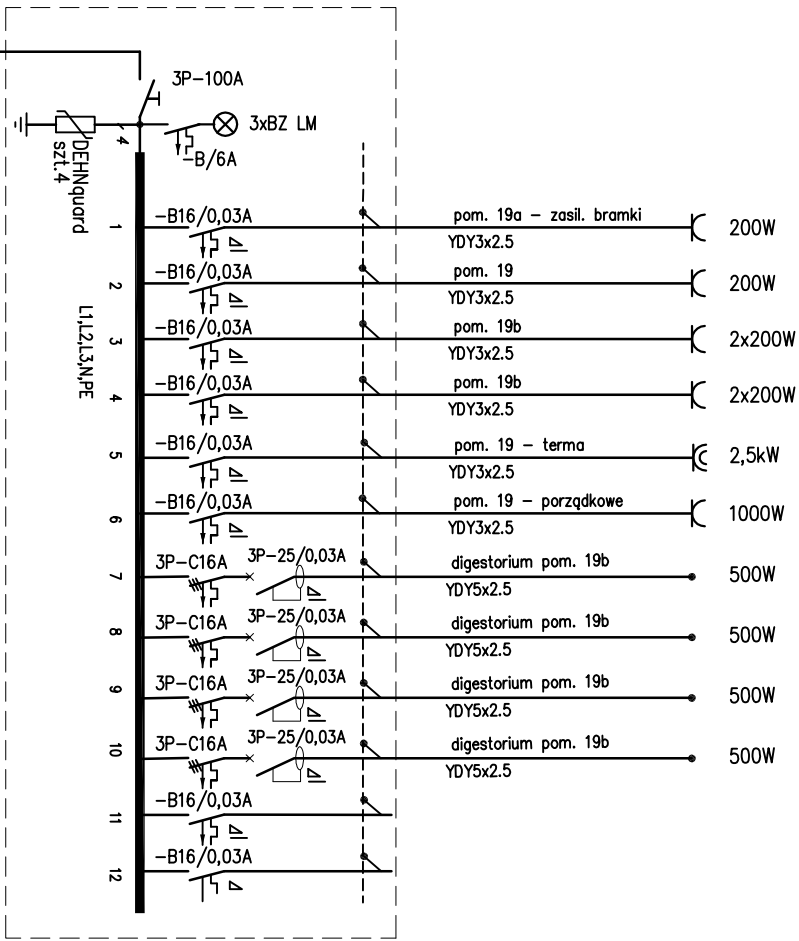 3P-100A
3xBZ LM
4
-B/6A
DEHNquard
szt.4
L1,L2,L3,N,PE
1
-B16/0,03A
pom. 19a - zasil. bramki
YDY3x2.5
200W
2
-B16/0,03A
pom. 19
YDY3x2.5
200W
3
-B16/0,03A
pom. 19b
YDY3x2.5
2x200W
4
-B16/0,03A
pom. 19b
YDY3x2.5
2x200W
5
-B16/0,03A
pom. 19 - terma
YDY3x2.5
2,5kW
6
-B16/0,03A
pom. 19 - porządkowe
YDY3x2.5
1000W
7
3P-C16A
3P-25/0,03A
digestorium pom. 19b
YDY5x2.5
500W
8
3P-C16A
3P-25/0,03A
digestorium pom. 19b
YDY5x2.5
500W
9
3P-C16A
3P-25/0,03A
digestorium pom. 19b
YDY5x2.5
500W
10
3P-C16A
3P-25/0,03A
digestorium pom. 19b
YDY5x2.5
500W
11
-B16/0,03A
12
-B16/0,03A